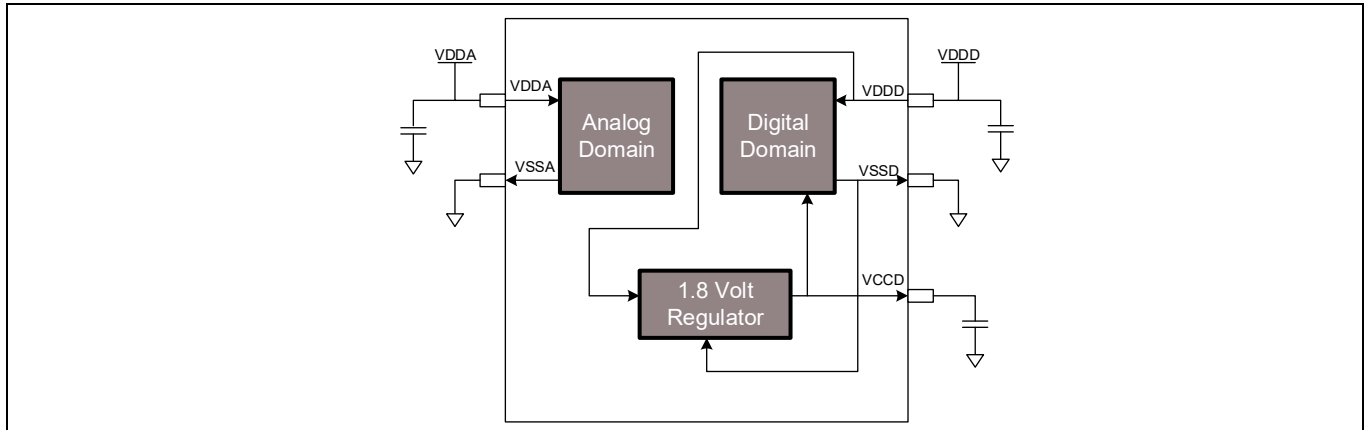 VDDA
VDDD
VDDA
VDDD
Analog
Domain
Digital
Domain
VSSA
VSSD
VCCD
1.8 Volt
Regulator